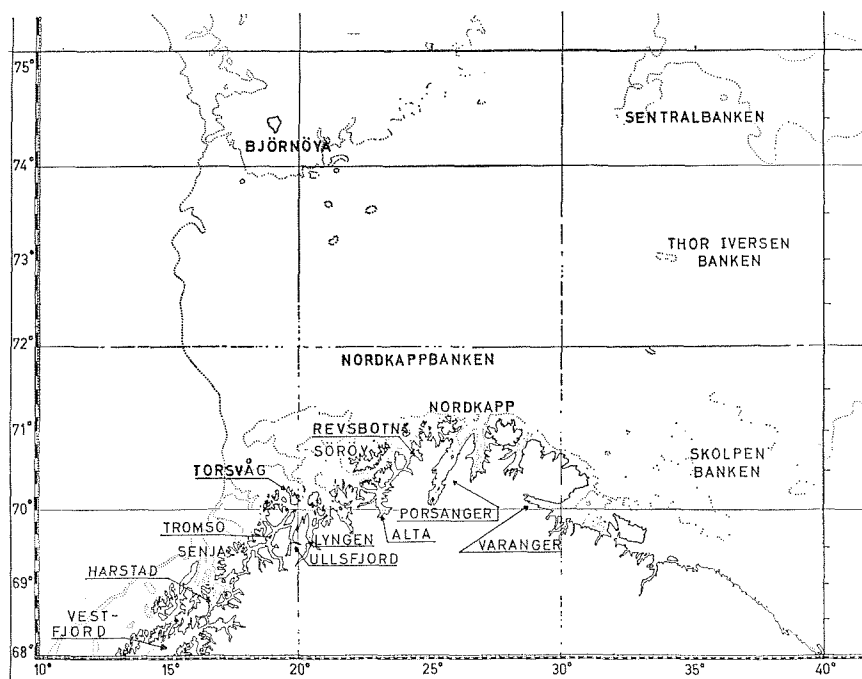 75°
SENTRALBANKEN
BJÖRNÖYA
74°
THOR IVERSEN
BANKEN
73°
72°
NORDKAPPBANKEN
71°
NORDKAPP
REVSBOTN
SÖRÖY
SKOLPEN
BANKEN
TORSVÅG
70°
PORSANGER
TROMSÖ
LYNGEN
ALTA
SENJA
ULLSFJORD
VARANGER
HARSTAD
69°
VEST-
FJORD
68°
10° 15° 20° 25° 30° 35° 40°